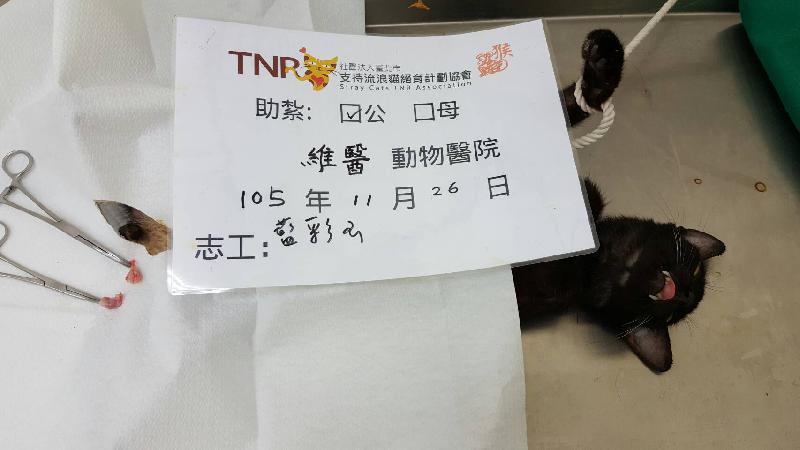 TNR 社團法人臺北市
支持流浪貓絕育計劃協會
Stray Cats TNR Association
助紮: ☑公 ☐母
維醫 動物醫院
105 年 11 月 26 日
志工: 藍彩